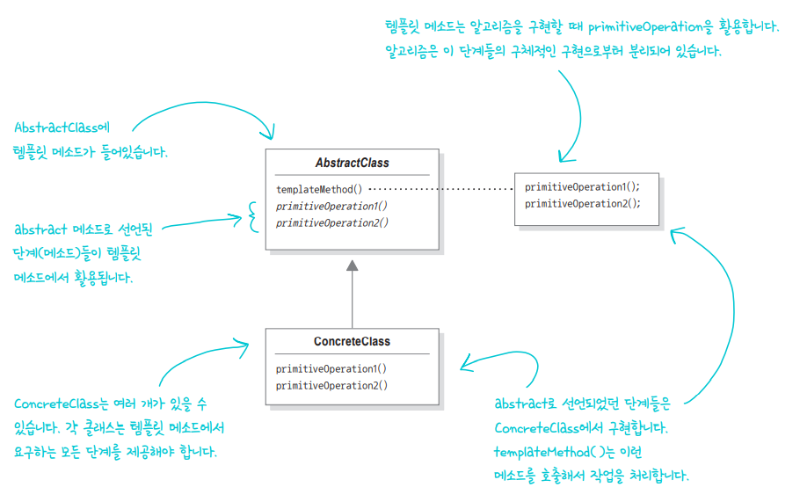 템플릿 메소드는 알고리즘을 구현할 때 primitiveOperation을 활용합니다.
알고리즘은 이 단계들의 구체적인 구현으로부터 분리되어 있습니다.
AbstractClass에
템플릿 메소드가 들어있습니다.
AbstractClass
templateMethod()
primitiveOperation1()
primitiveOperation2()
primitiveOperation1();
primitiveOperation2();
abstract 메소드로 선언된
단계(메소드)들이 템플릿
메소드에서 활용됩니다.
ConcreteClass
primitiveOperation1()
primitiveOperation2()
ConcreteClass는 여러 개가 있을 수
있습니다. 각 클래스는 템플릿 메소드에서
요구하는 모든 단계를 제공해야 합니다.
abstract로 선언되었던 단계들은
ConcreteClass에서 구현합니다.
templateMethod( )는 이런
메소드를 호출해서 작업을 처리합니다.